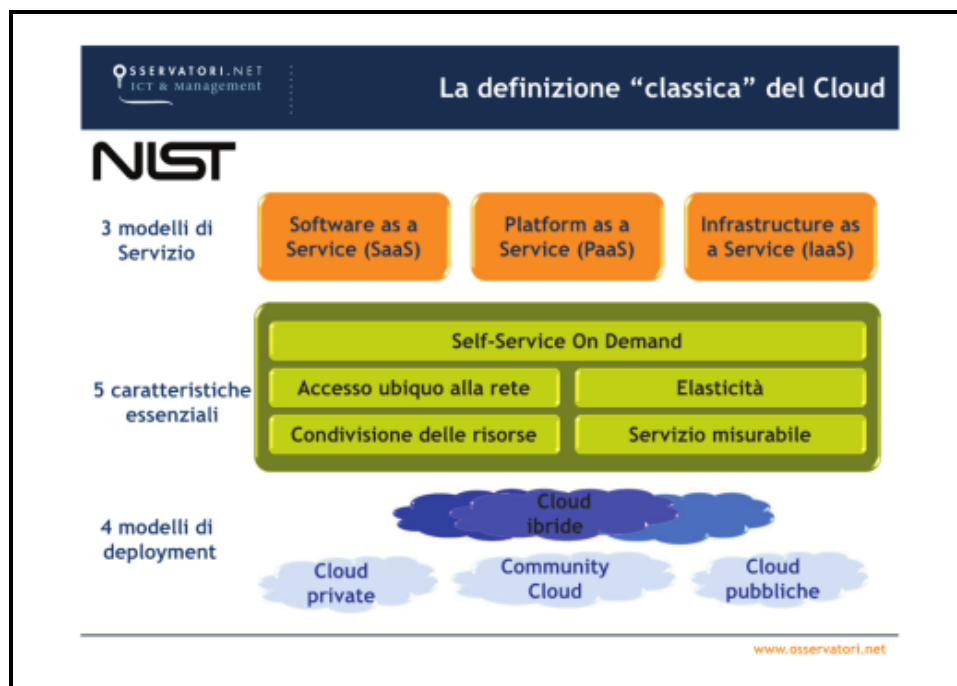 OSSERVATORI.NET
ICT & Management
La definizione “classica” del Cloud
NIST
3 modelli di
Servizio
Software as a
Service (SaaS)
Platform as a
Service (PaaS)
Infrastructure as
a Service (IaaS)
5 caratteristiche
essenziali
Self-Service On Demand
Accesso ubiquo alla rete
Elasticità
Condivisione delle risorse
Servizio misurabile
4 modelli di
deployment
Cloud
ibride
Cloud
private
Community
Cloud
Cloud
pubbliche
www.osservatori.net